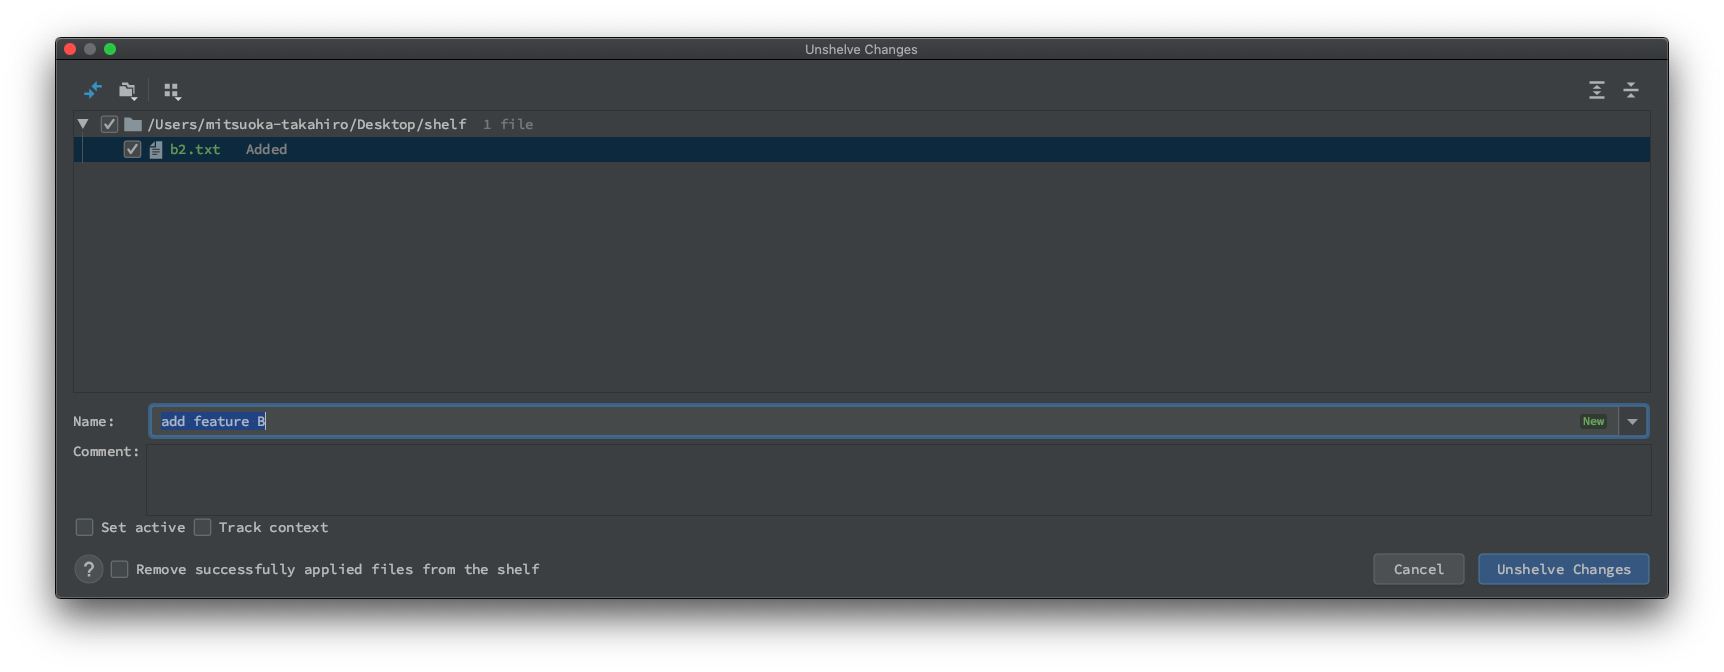 Unshelve Changes
/Users/mitsuoka-takahiro/Desktop/shelf 1 file
b2.txt Added
Name: add feature B New
Comment:
Set active Track context
? Remove successfully applied files from the shelf Cancel Unshelve Changes